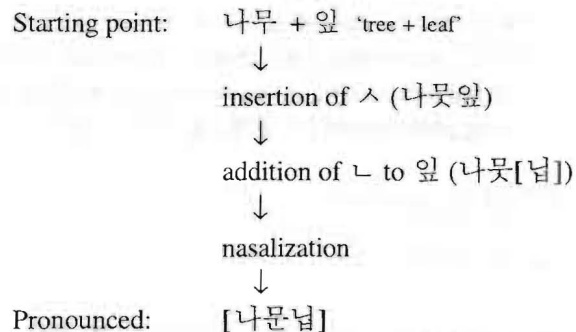 Starting point: 나무 + 잎 ‘tree + leaf’
↓
insertion of ㅅ (나뭇잎)
↓
addition of ㄴ to 잎 (나뭇[닙])
↓
nasalization
↓
Pronounced: [나문닙]